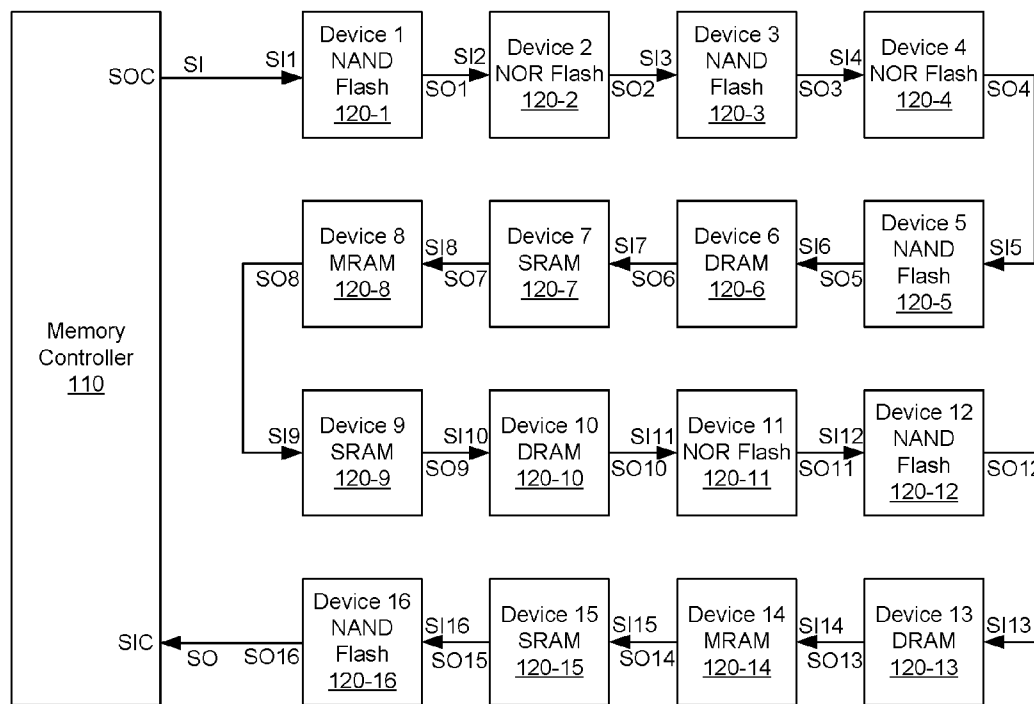 SOC
SI
SI1
Device 1
NAND
Flash
120-1
SO1
SI2
Device 2
NOR Flash
120-2
SO2
SI3
Device 3
NAND
Flash
120-3
SO3
SI4
Device 4
NOR Flash
120-4
SO4
Device 8
MRAM
120-8
SO8
SI8
SO7
Device 7
SRAM
120-7
SI7
SO6
Device 6
DRAM
120-6
SI6
SO5
Device 5
NAND
Flash
120-5
SI5
Memory
Controller
110
SI9
Device 9
SRAM
120-9
SO9
SI10
Device 10
DRAM
120-10
SO10
SI11
Device 11
NOR Flash
120-11
SO11
SI12
Device 12
NAND
Flash
120-12
SO12
SIC
SO
SO16
Device 16
NAND
Flash
120-16
SI16
SO15
Device 15
SRAM
120-15
SI15
SO14
Device 14
MRAM
120-14
SI14
SO13
Device 13
DRAM
120-13
SI13